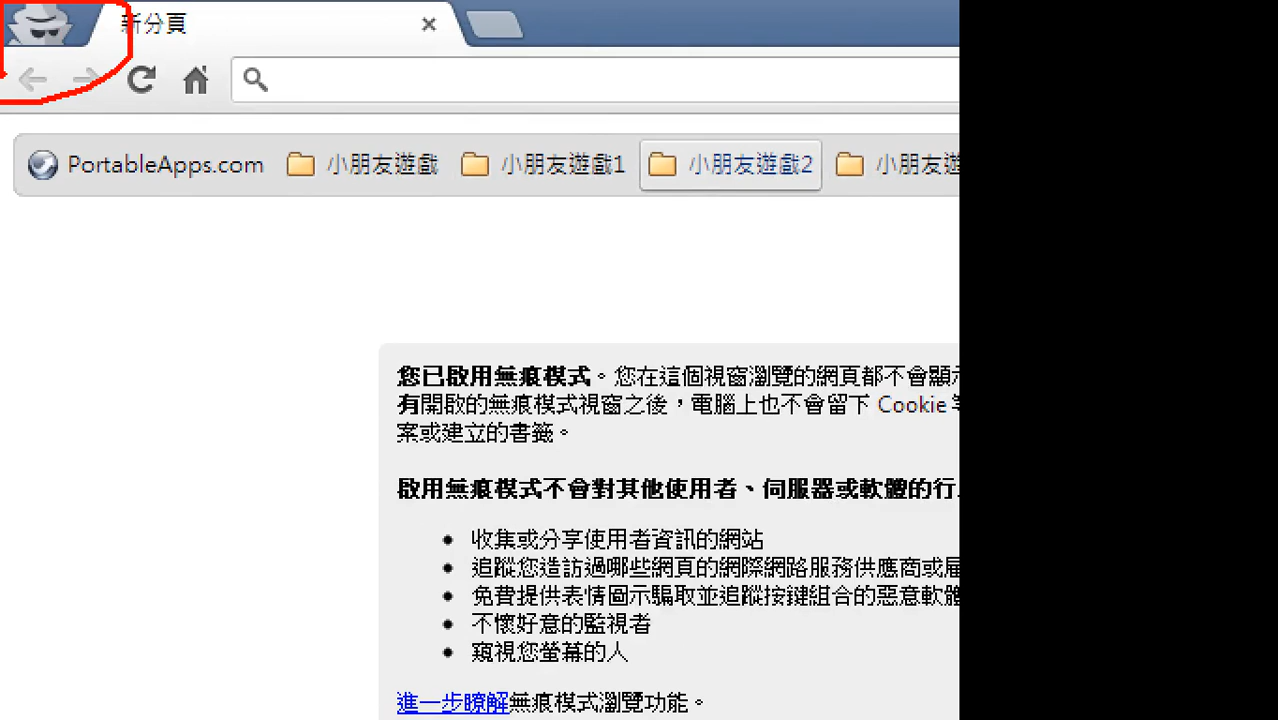 新分頁
PortableApps.com 小朋友遊戲 小朋友遊戲1 小朋友遊戲2 小朋友遊
您已啟用無痕模式。您在這個視窗瀏覽的網頁都不會顯示
有開啟的無痕模式視窗之後，電腦上也不會留下 Cookie 等
案或建立的書籤。
啟用無痕模式不會對其他使用者、伺服器或軟體的行
收集或分享使用者資訊的網站
追蹤您造訪過哪些網頁的網際網路服務供應商或雇
免費提供表情圖示騙取並追蹤按鍵組合的惡意軟體
不懷好意的監視者
窺視您螢幕的人
進一步瞭解無痕模式瀏覽功能。